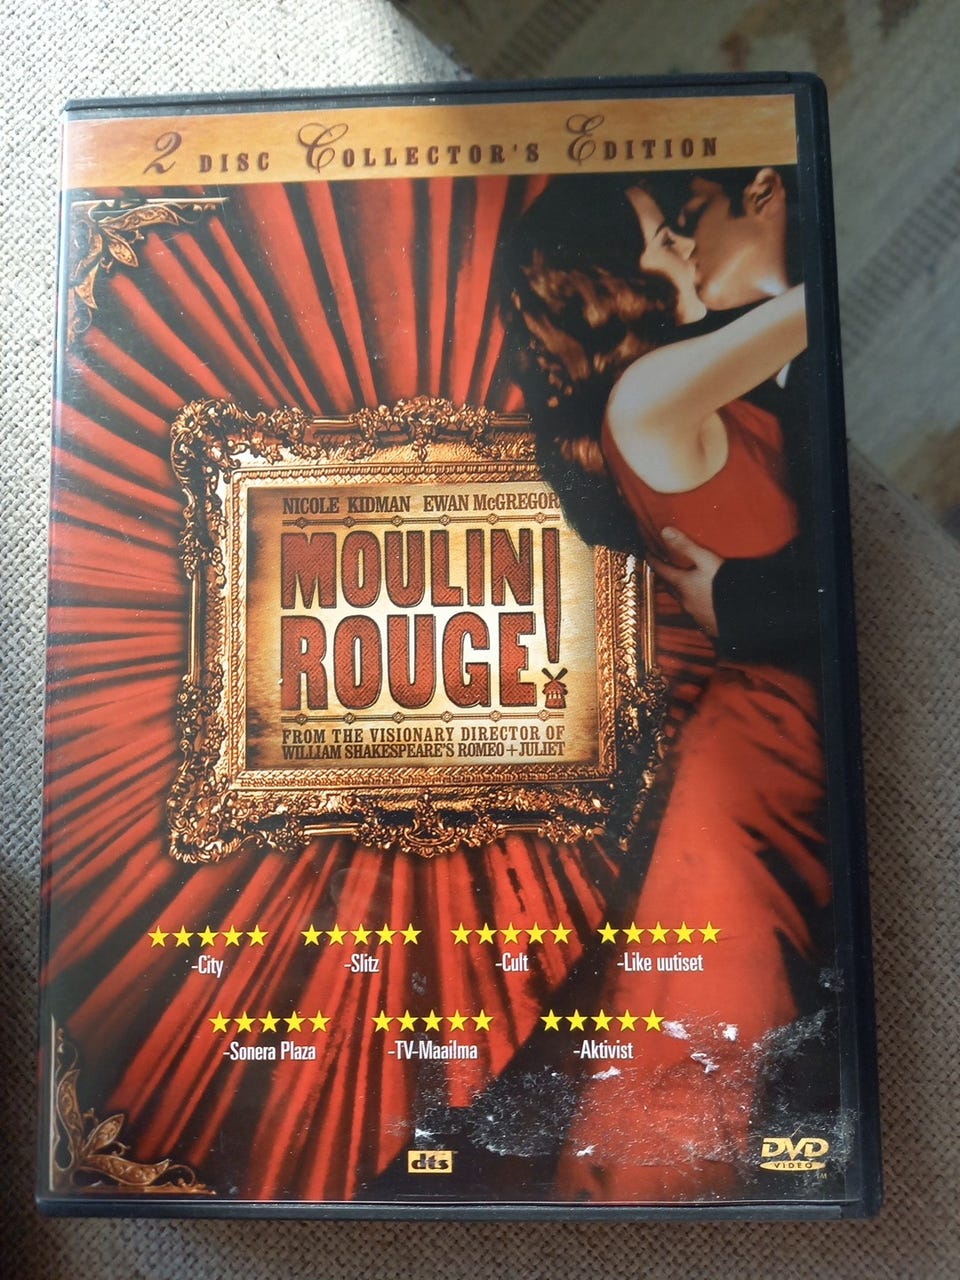 2 DISC COLLECTOR'S EDITION
NICOLE KIDMAN EWAN McGREGOR
MOULIN
ROUGE!
FROM THE VISIONARY DIRECTOR OF
WILLIAM SHAKESPEARE'S ROMEO+JULIET
-City -Slitz -Cult -Like uutiset
-Sonera Plaza -TV-Maailma -Aktivist
dts
DVD
VIDEO
TM